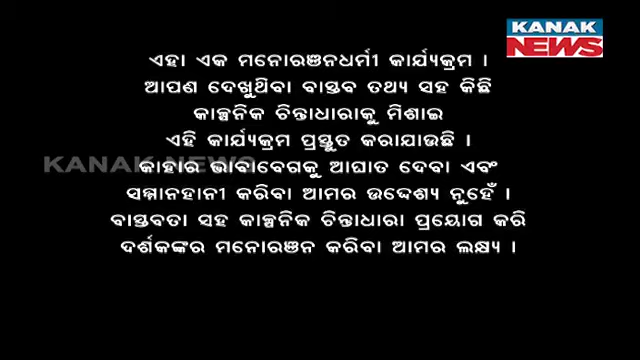 KANAK
NEWS
ଏହା ଏକ ମନୋରଞ୍ଜନଧର୍ମୀ କାର୍ଯ୍ୟକ୍ରମ ।
ଆପଣ ଦେଖୁଥିବା ବାସ୍ତବ ତଥ୍ୟ ସହ କିଛି
କାଳ୍ପନିକ ଚିନ୍ତାଧାରାକୁ ମିଶାଇ
ଏହି କାର୍ଯ୍ୟକ୍ରମ ପ୍ରସ୍ତୁତ କରାଯାଉଛି ।
KANAK NEWS
କାହାର ଭାବାବେଗକୁ ଆଘାତ ଦେବା ଏବଂ
ସମ୍ମାନହାନୀ କରିବା ଆମର ଉଦ୍ଦେଶ୍ୟ ନୁହେଁ ।
ବାସ୍ତବତା ସହ କାଳ୍ପନିକ ଚିନ୍ତାଧାରା ପ୍ରୟୋଗ କରି
ଦର୍ଶକଙ୍କର ମନୋରଞ୍ଜନ କରିବା ଆମର ଲକ୍ଷ୍ୟ ।